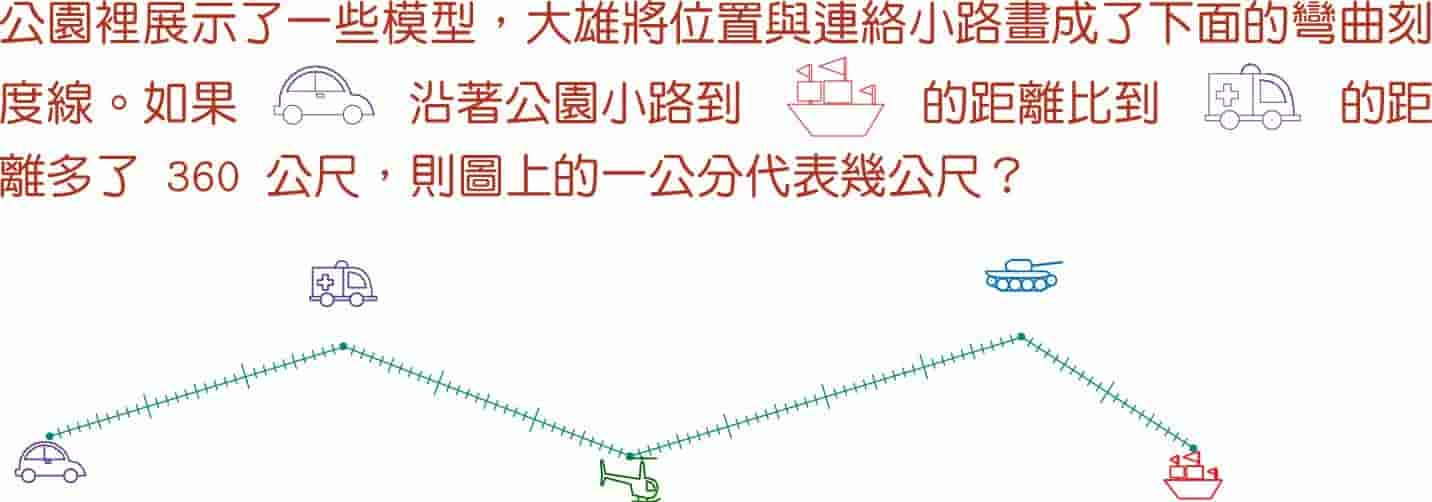 公園裡展示了一些模型，大雄將位置與連絡小路畫成了下面的彎曲刻
度線。如果 沿著公園小路到 的距離比到 的距
離多了 360 公尺，則圖上的一公分代表幾公尺？